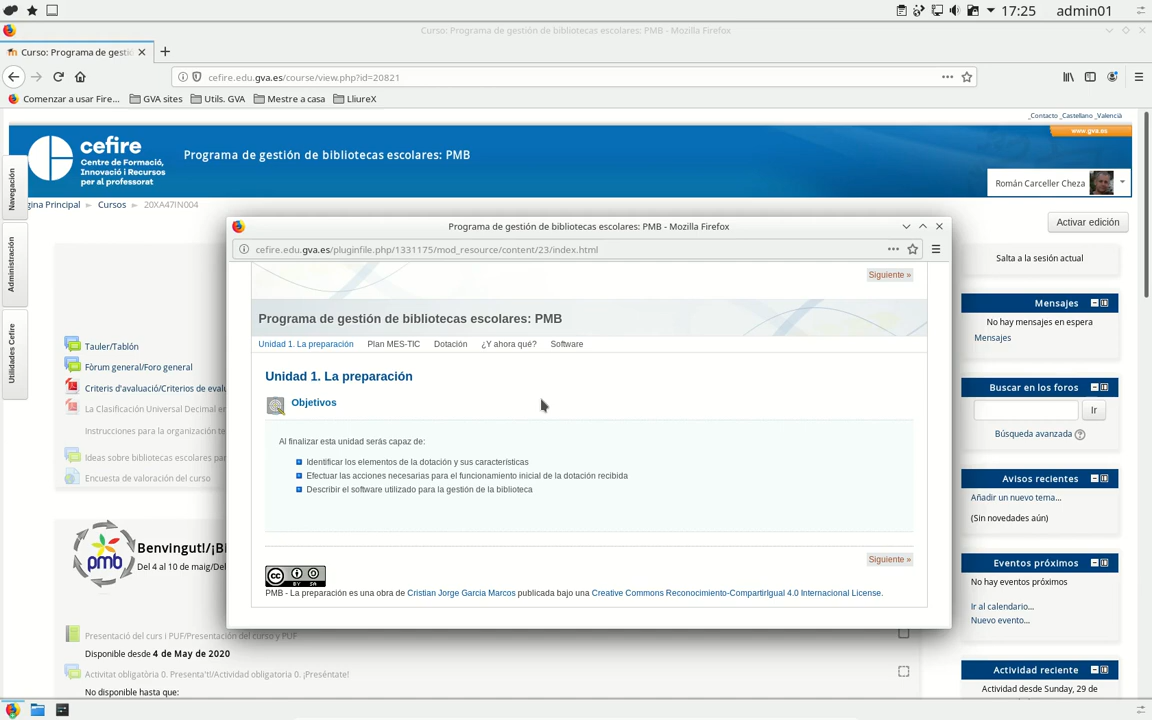 17:25 admin01
Curso: Programa de gestión de bibliotecas escolares: PMB - Mozilla Firefox
Curso: Programa de gesti
cefire.edu.gva.es/course/view.php?id=20821
Comenzar a usar Fire... GVA sites Utils. GVA Mestre a casa LliureX
_Contacto _Castellano _Valencià
www.gva.es
cefire
Centre de Formació,
Innovació i Recursos
per al professorat
Programa de gestión de bibliotecas escolares: PMB
Román Carceller Cheza
Navegación
Administración
Utilidades Cefire
gina Principal ► Cursos ► 20XA47IN004
Activar edición
Tauler/Tablón
Fòrum general/Foro general
Criteris d'avaluació/Criterios de evalu
La Clasificación Universal Decimal en
Instrucciones para la organización te
Ideas sobre bibliotecas escolares par
Encuesta de valoración del curso
pmb
Benvingut!/¡Bi
Del 4 al 10 de maig/Del
Presentació del curs i PUF/Presentación del curso y PUF
Disponible desde 4 de May de 2020
Activitat obligatòria 0. Presenta't!/Actividad obligatoria 0. ¡Preséntate!
No disponible hasta que:
Programa de gestión de bibliotecas escolares: PMB - Mozilla Firefox
cefire.edu.gva.es/pluginfile.php/1331175/mod_resource/content/23/index.html
Siguiente »
Programa de gestión de bibliotecas escolares: PMB
Unidad 1. La preparación Plan MES-TIC Dotación ¿Y ahora qué? Software
Unidad 1. La preparación
Objetivos
Al finalizar esta unidad serás capaz de:
Identificar los elementos de la dotación y sus características
Efectuar las acciones necesarias para el funcionamiento inicial de la dotación recibida
Describir el software utilizado para la gestión de la biblioteca
Siguiente »
cc BY SA
PMB - La preparación es una obra de Cristian Jorge Garcia Marcos publicada bajo una Creative Commons Reconocimiento-CompartirIgual 4.0 Internacional License.
Salta a la sesión actual
Mensajes
No hay mensajes en espera
Mensajes
Buscar en los foros
Ir
Búsqueda avanzada
Avisos recientes
Añadir un nuevo tema...
(Sin novedades aún)
Eventos próximos
No hay eventos próximos
Ir al calendario...
Nuevo evento...
Actividad reciente
Actividad desde Sunday, 29 de